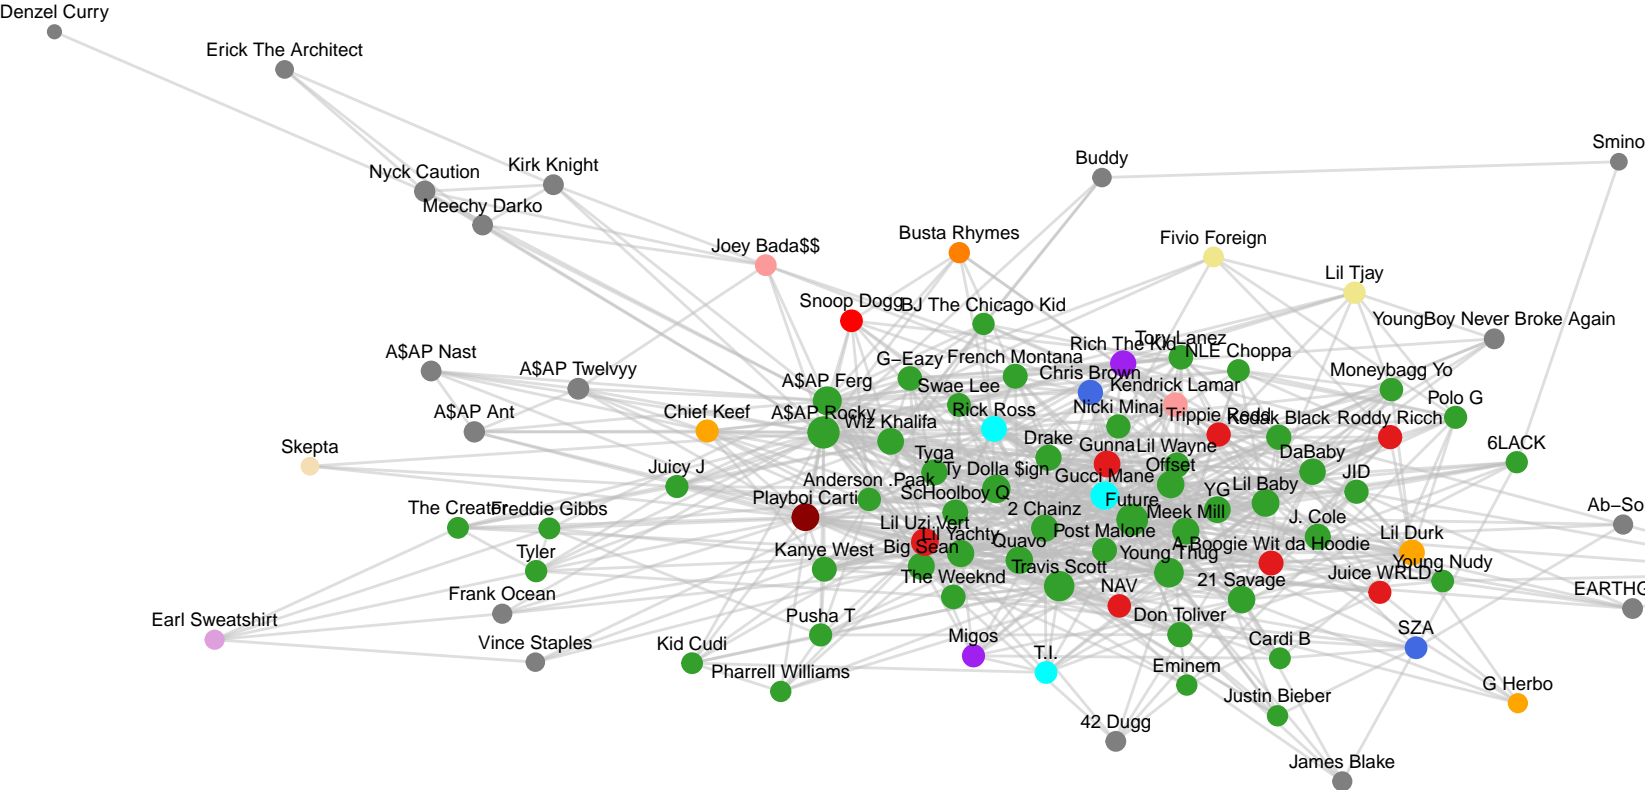 Denzel Curry
Erick The Architect
Smino
Buddy
Kirk Knight
Nyck Caution
Meechy Darko
Busta Rhymes
Fivio Foreign
Joey Bada$$
Lil Tjay
Snoop Dogg
BJ The Chicago Kid
YoungBoy Never Broke Again
Tory Lanez
Rich The Kid
NLE Choppa
A$AP Nast
French Montana
G−Eazy
A$AP Twelvyy
Moneybagg Yo
Chris Brown
A$AP Ferg
Kendrick Lamar
Swae Lee
Polo G
Nicki Minaj
Rick Ross
A$AP Ant
Chief Keef
A$AP Rocky
Trippie Redd
Kodak Black
Roddy Ricch
Wiz Khalifa
Drake
Skepta
Gunna
Lil Wayne
6LACK
Tyga
DaBaby
Juicy J
Ty Dolla $ign
Offset
JID
Anderson .Paak
Gucci Mane
Lil Baby
YG
Playboi Carti
ScHoolboy Q
Future
Ab−So
The Creator
Freddie Gibbs
2 Chainz
Meek Mill
J. Cole
Lil Uzi Vert
Post Malone
Lil Durk
Lil Yachty
Quavo
A Boogie Wit da Hoodie
Kanye West
Big Sean
Tyler
Young Thug
Young Nudy
Travis Scott
Juice WRLD
The Weeknd
21 Savage
NAV
EARTHG
Frank Ocean
Earl Sweatshirt
Pusha T
Don Toliver
SZA
Vince Staples
Kid Cudi
Migos
Cardi B
T.I.
Pharrell Williams
Eminem
G Herbo
Justin Bieber
42 Dugg
James Blake